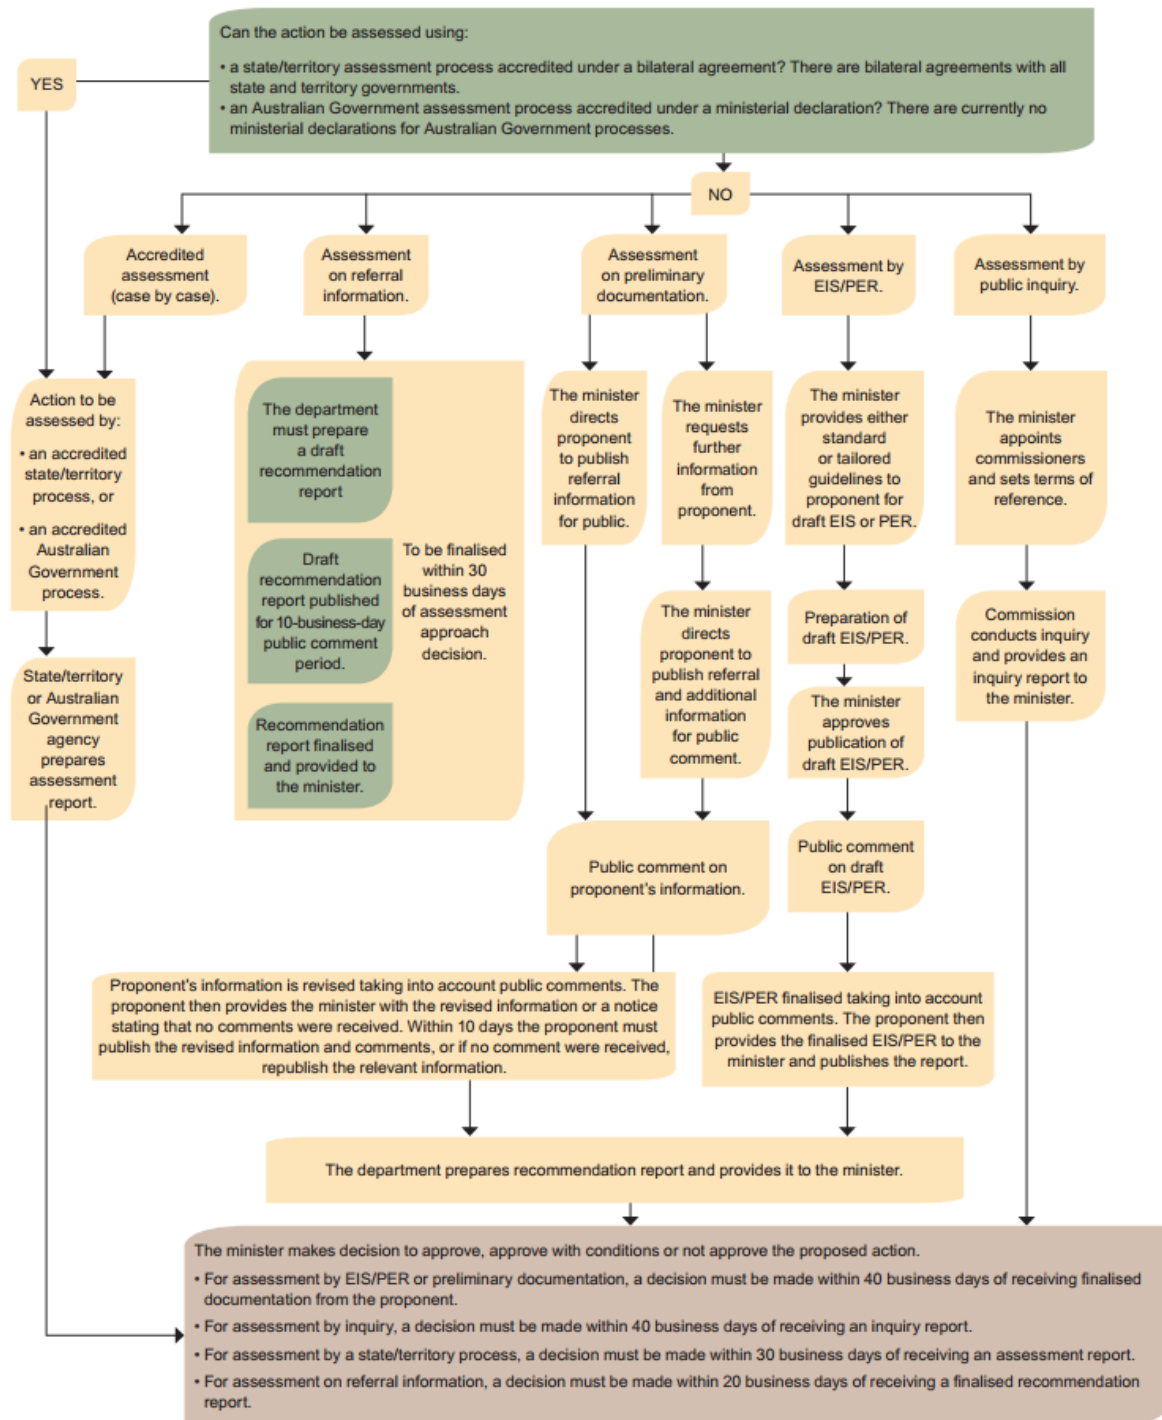 Can the action be assessed using:
• a state/territory assessment process accredited under a bilateral agreement? There are bilateral agreements with all
state and territory governments.
• an Australian Government assessment process accredited under a ministerial declaration? There are currently no
ministerial declarations for Australian Government processes.
YES
NO
Accredited
assessment
(case by case).
Assessment
on referral
information.
Assessment
on preliminary
documentation.
Assessment by
EIS/PER.
Assessment by
public inquiry.
Action to be
assessed by:
• an accredited
state/territory
process, or
• an accredited
Australian
Government
process.
The department
must prepare
a draft
recommendation
report
Draft
recommendation
report published
for 10-business-day
public comment
period.
Recommendation
report finalised
and provided to
the minister.
To be finalised
within 30
business days
of assessment
approach
decision.
The minister
directs
proponent
to publish
referral
information
for public.
The minister
requests
further
information
from
proponent.
The minister
provides either
standard
or tailored
guidelines to
proponent for
draft EIS or PER.
The minister
appoints
commissioners
and sets terms of
reference.
State/territory
or Australian
Government
agency
prepares
assessment
report.
The minister
directs
proponent to
publish referral
and additional
information
for public
comment.
Preparation of
draft EIS/PER.
The minister
approves
publication of
draft EIS/PER.
Commission
conducts inquiry
and provides an
inquiry report to
the minister.
Public comment on
proponent's information.
Public comment
on draft
EIS/PER.
Proponent's information is revised taking into account public comments. The
proponent then provides the minister with the revised information or a notice
stating that no comments were received. Within 10 days the proponent must
publish the revised information and comments, or if no comment were received,
republish the relevant information.
EIS/PER finalised taking into account
public comments. The proponent then
provides the finalised EIS/PER to the
minister and publishes the report.
The department prepares recommendation report and provides it to the minister.
The minister makes decision to approve, approve with conditions or not approve the proposed action.
• For assessment by EIS/PER or preliminary documentation, a decision must be made within 40 business days of receiving finalised
documentation from the proponent.
• For assessment by inquiry, a decision must be made within 40 business days of receiving an inquiry report.
• For assessment by a state/territory process, a decision must be made within 30 business days of receiving an assessment report.
• For assessment on referral information, a decision must be made within 20 business days of receiving a finalised recommendation
report.